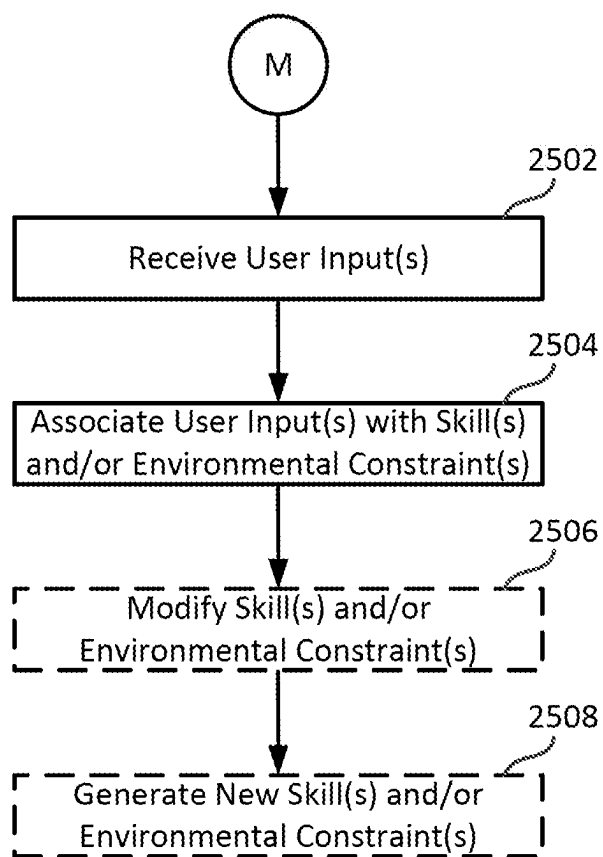 M
2502
Receive User Input(s)
2504
Associate User Input(s) with Skill(s)
and/or Environmental Constraint(s)
2506
Modify Skill(s) and/or
Environmental Constraint(s)
2508
Generate New Skill(s) and/or
Environmental Constraint(s)